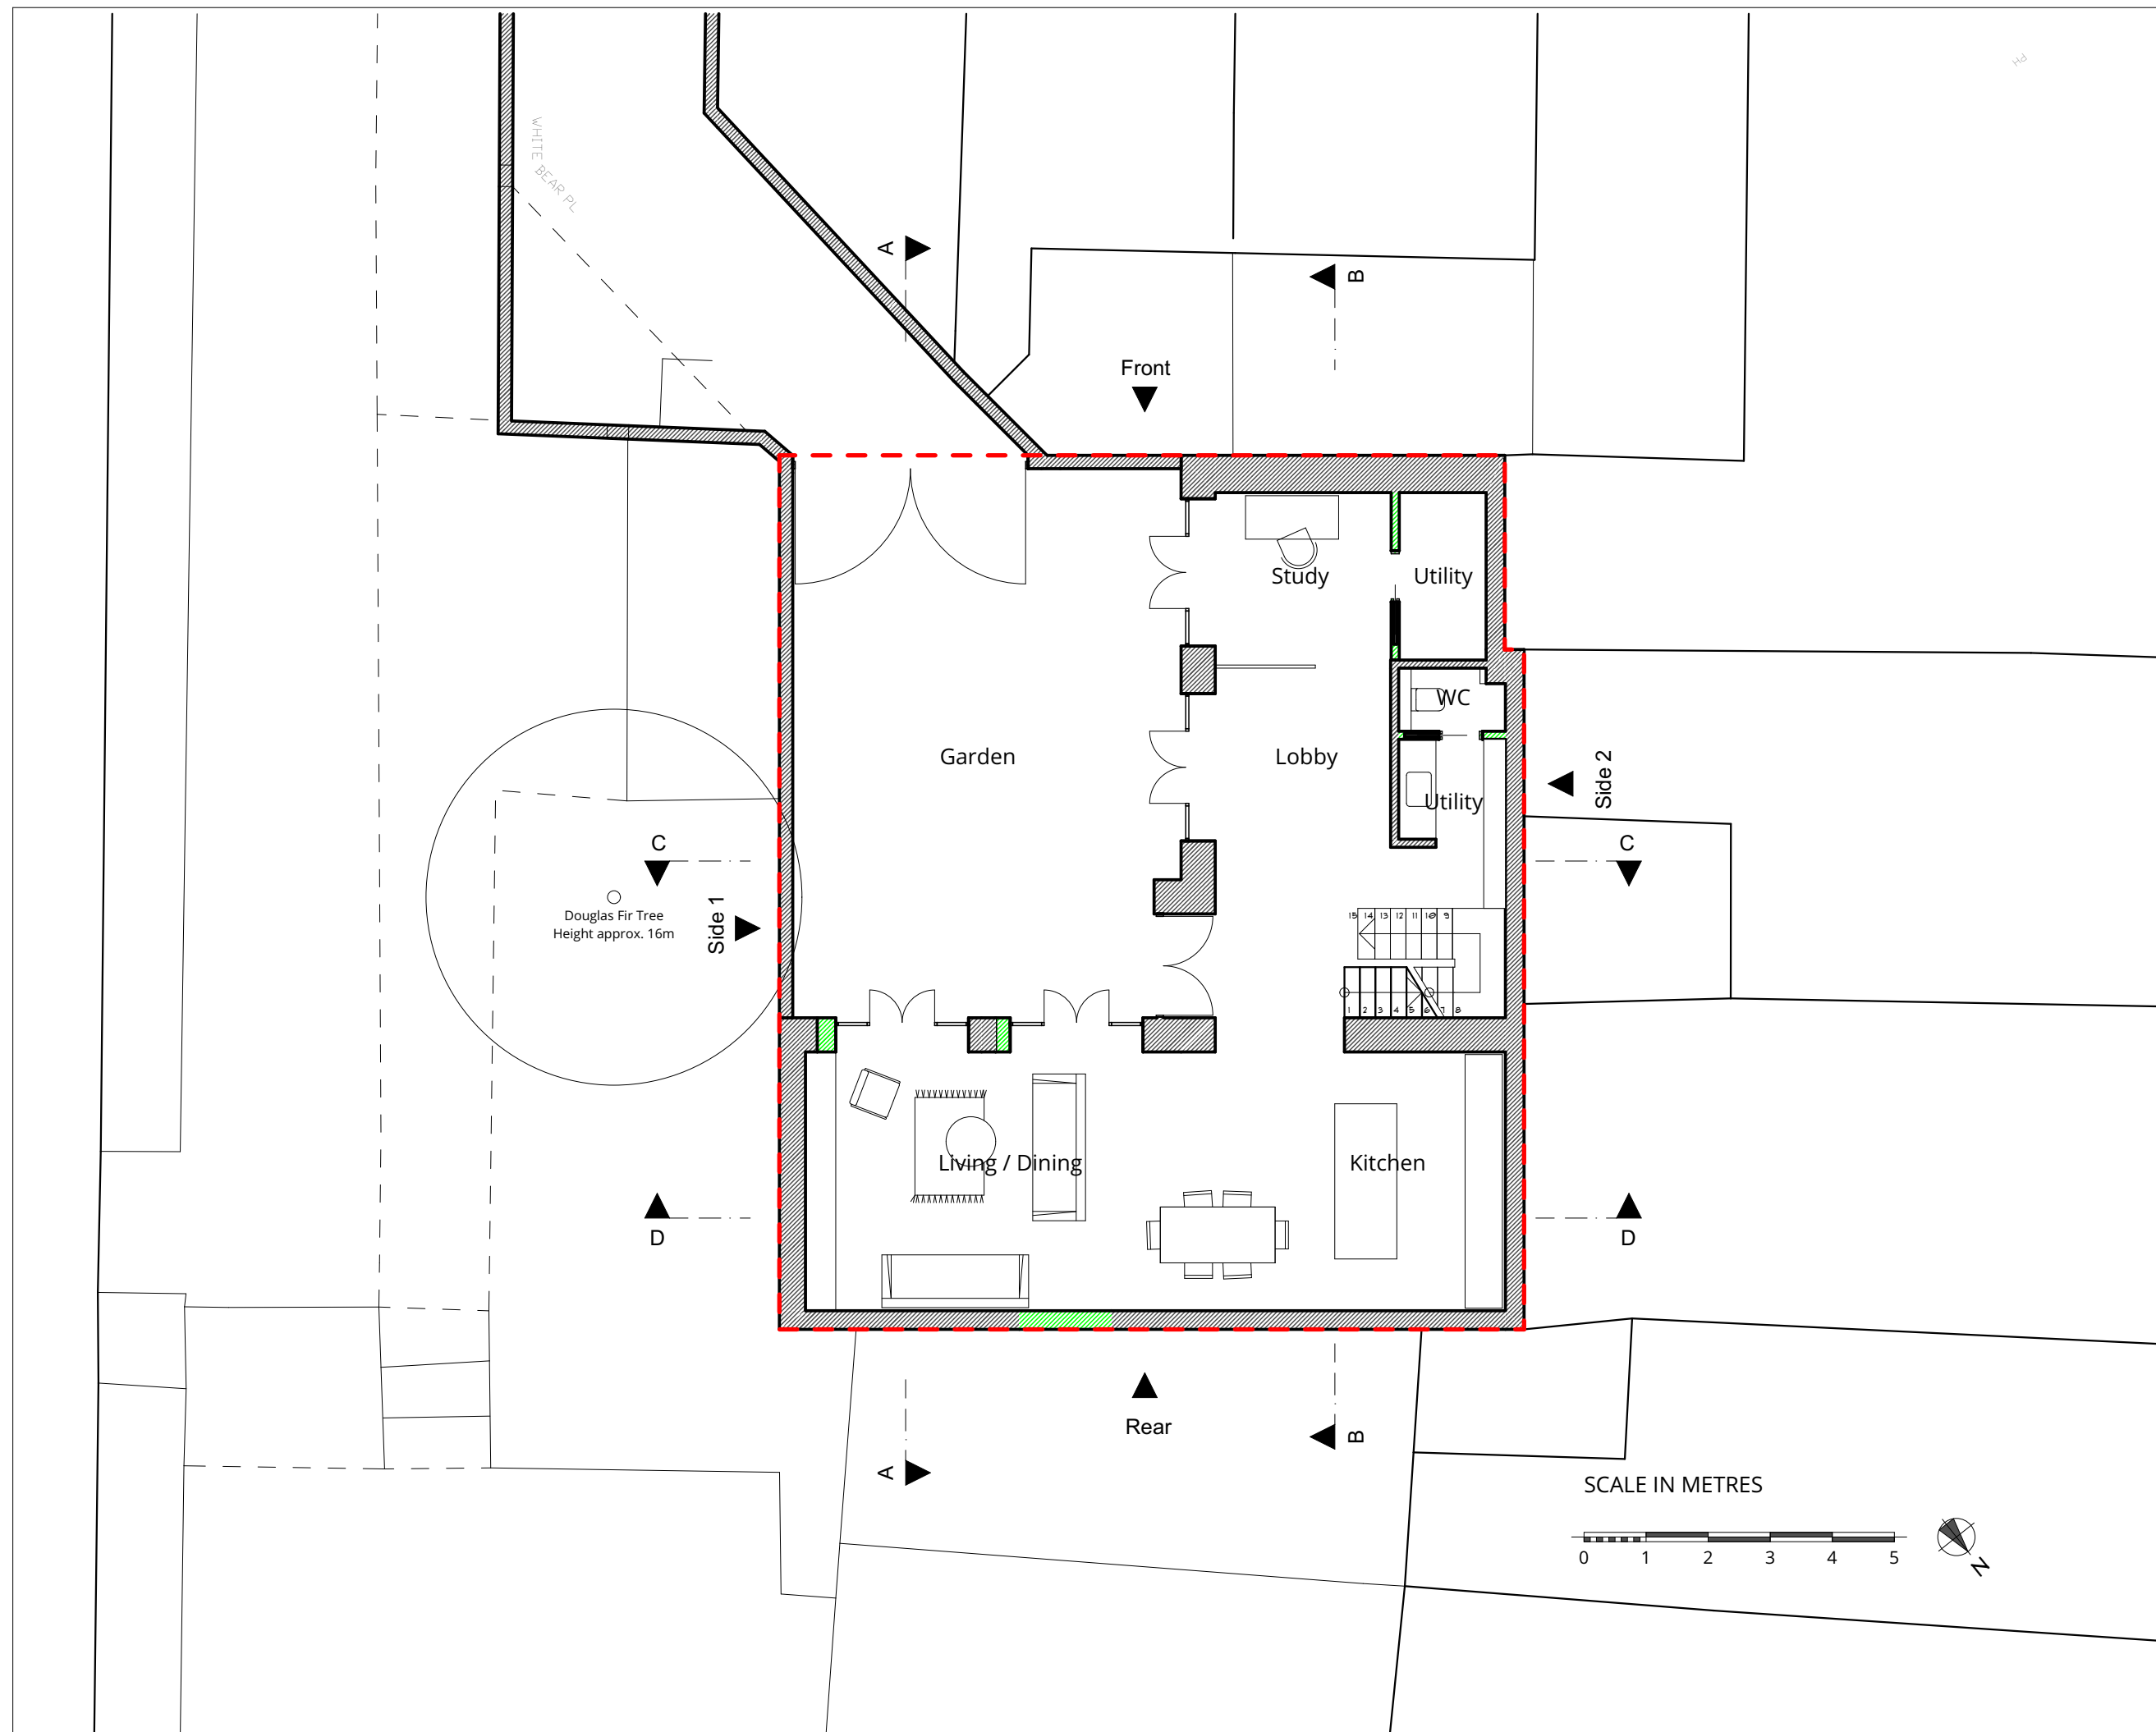 WHITE BEAR PL
PH
A
B
Front
Study
Utility
WC
Garden
Lobby
Side 2
Utility
C
C
Douglas Fir Tree
Height approx. 16m
Side 1
15 14 13 12 11 10 9
1 2 3 4 5 6 7 8
Living / Dining
Kitchen
D
D
Rear
B
A
SCALE IN METRES
0 1 2 3 4 5
N